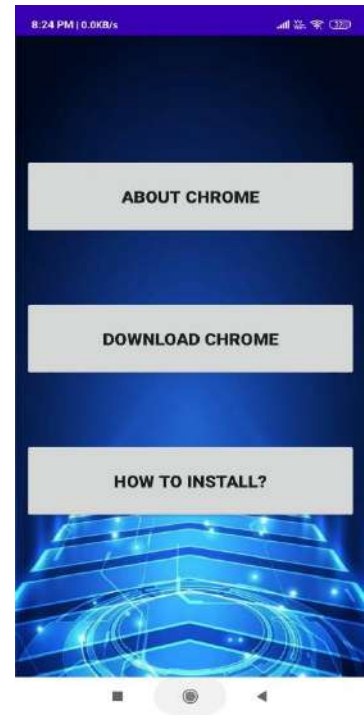 8:24 PM | 0.0KB/s
ABOUT CHROME
DOWNLOAD CHROME
HOW TO INSTALL?